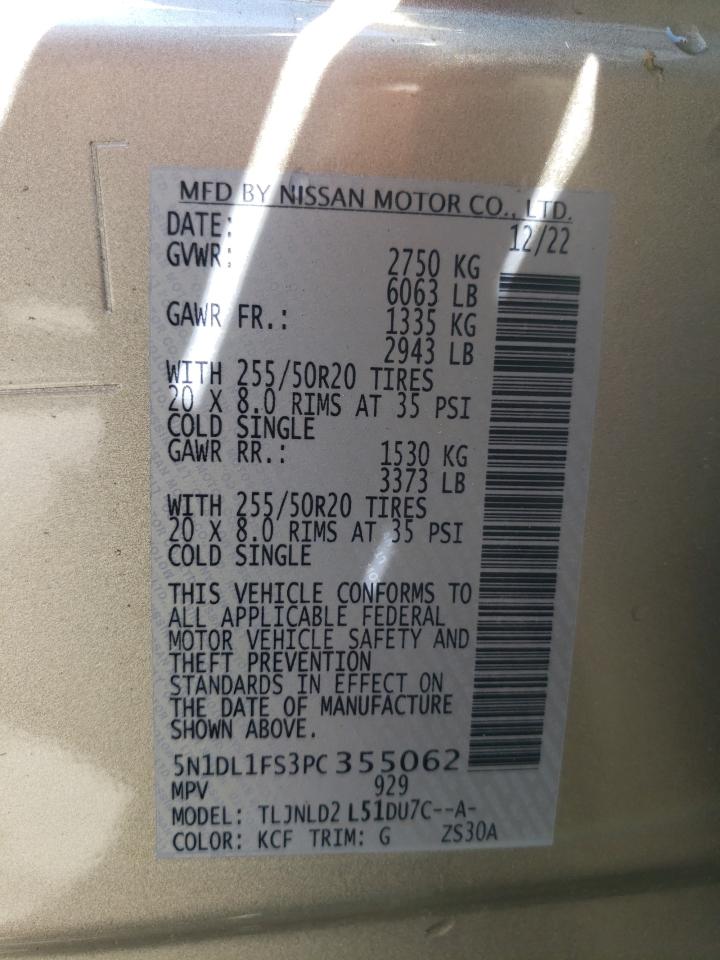 MFD BY NISSAN MOTOR CO., LTD.
DATE: 12/22
GVWR: 2750 KG
6063 LB
GAWR FR.: 1335 KG
2943 LB
WITH 255/50R20 TIRES
20 X 8.0 RIMS AT 35 PSI
COLD SINGLE
GAWR RR.: 1530 KG
3373 LB
WITH 255/50R20 TIRES
20 X 8.0 RIMS AT 35 PSI
COLD SINGLE
THIS VEHICLE CONFORMS TO
ALL APPLICABLE FEDERAL
MOTOR VEHICLE SAFETY AND
THEFT PREVENTION
STANDARDS IN EFFECT ON
THE DATE OF MANUFACTURE
SHOWN ABOVE.
5N1DL1FS3PC355062
MPV 929
MODEL: TLJNLD2 L51DU7C--A-
COLOR: KCF TRIM: G ZS30A